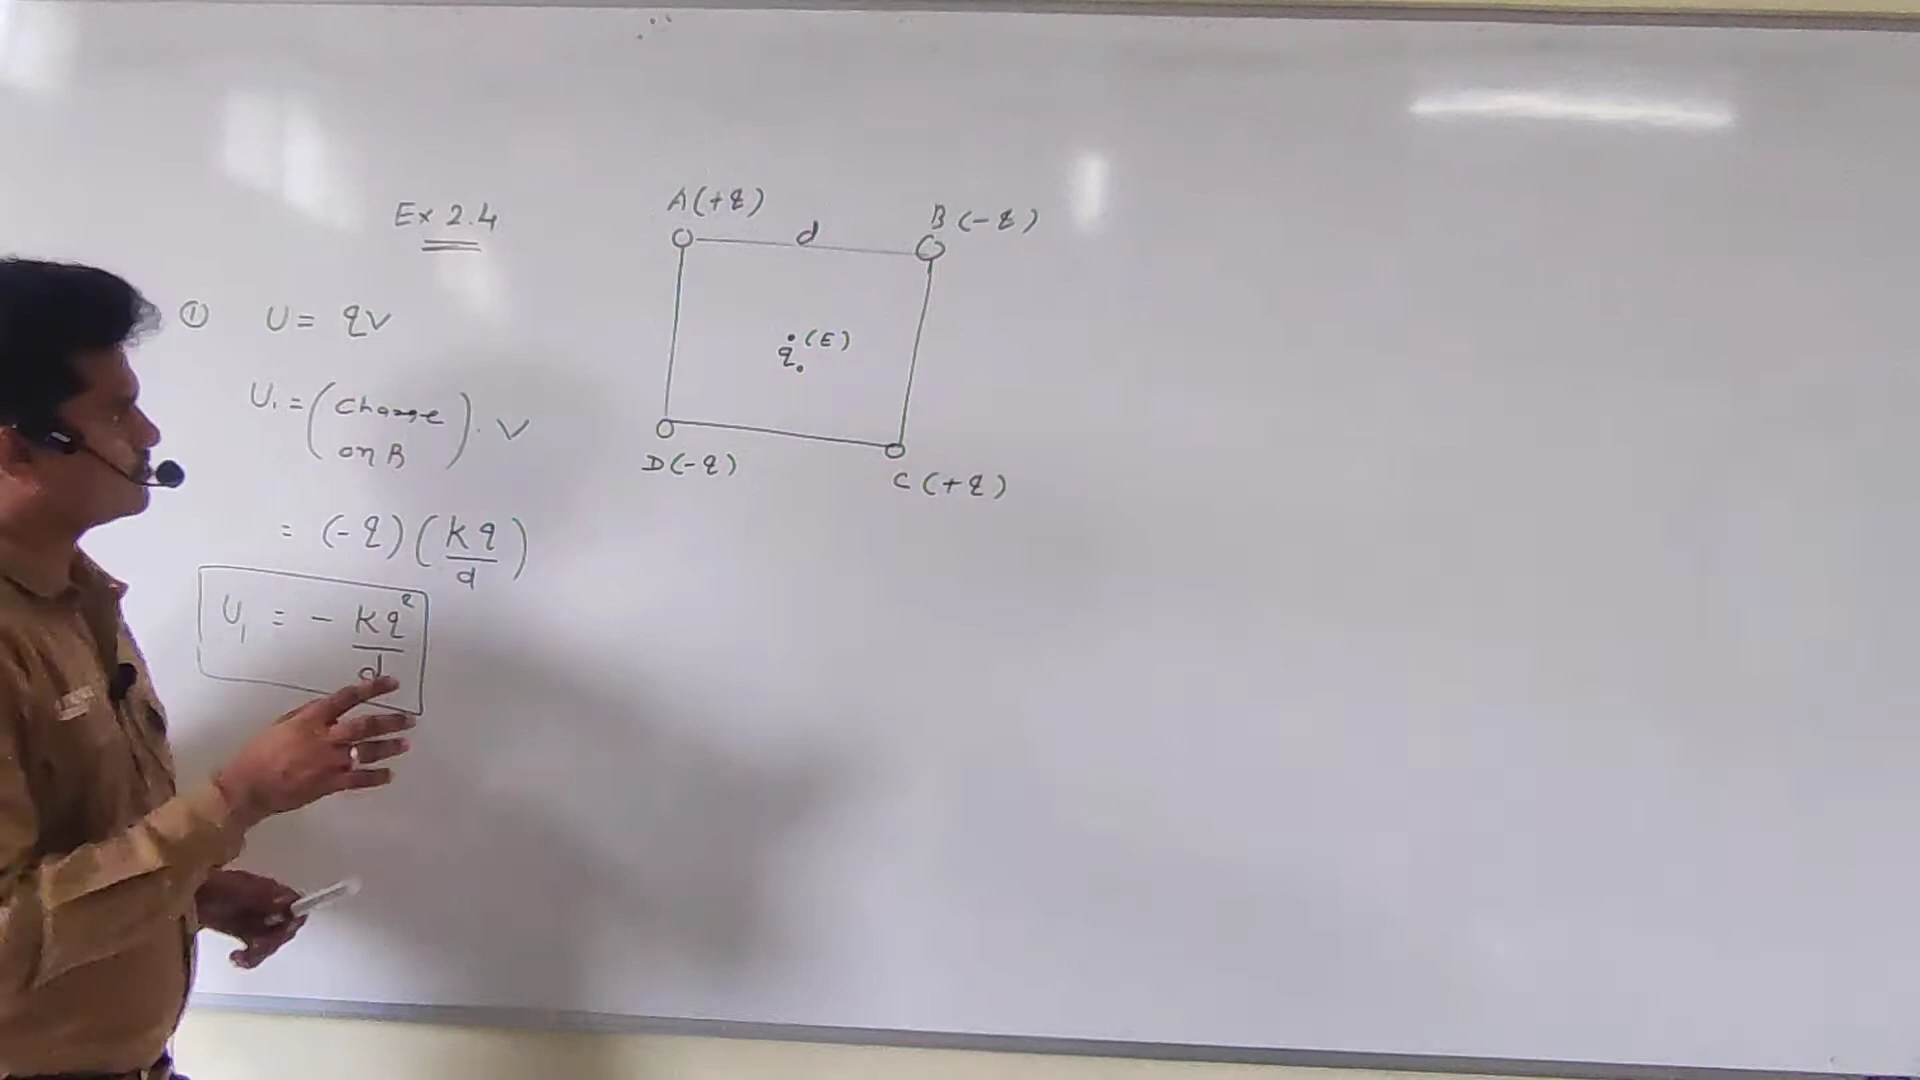 Ex 2.4
A(+q)
d
B(-q)
① U = qV
.(E)
q.
U₁ = (Charge on B) . V
D(-q)
C(+q)
= (-q)(kq/d)
U₁ = - kq²/d